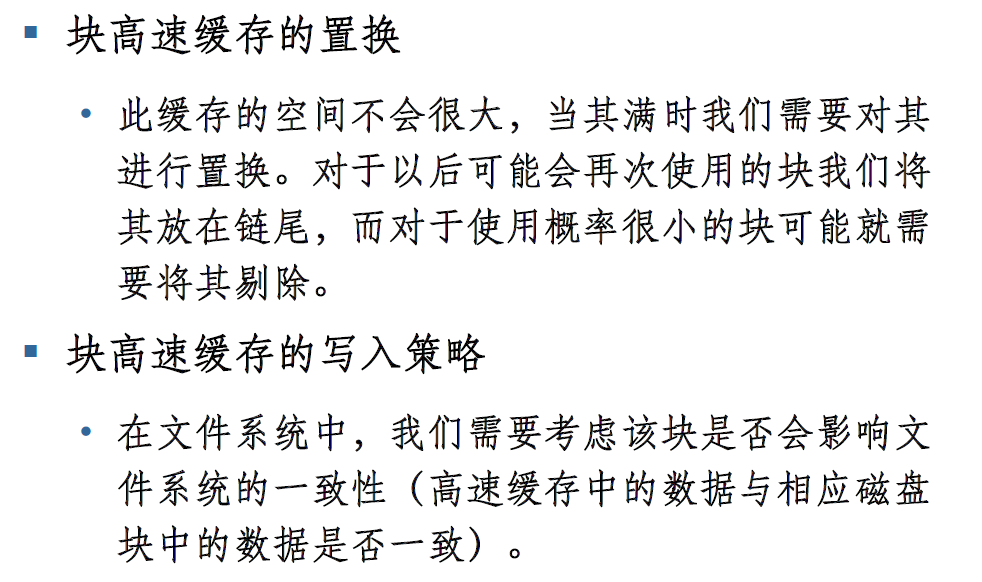 ▪ 块高速缓存的置换
• 此缓存的空间不会很大，当其满时我们需要对其
进行置换。对于以后可能会再次使用的块我们将
其放在链尾，而对于使用概率很小的块可能就需
要将其剔除。
▪ 块高速缓存的写入策略
• 在文件系统中，我们需要考虑该块是否会影响文
件系统的一致性（高速缓存中的数据与相应磁盘
块中的数据是否一致）。